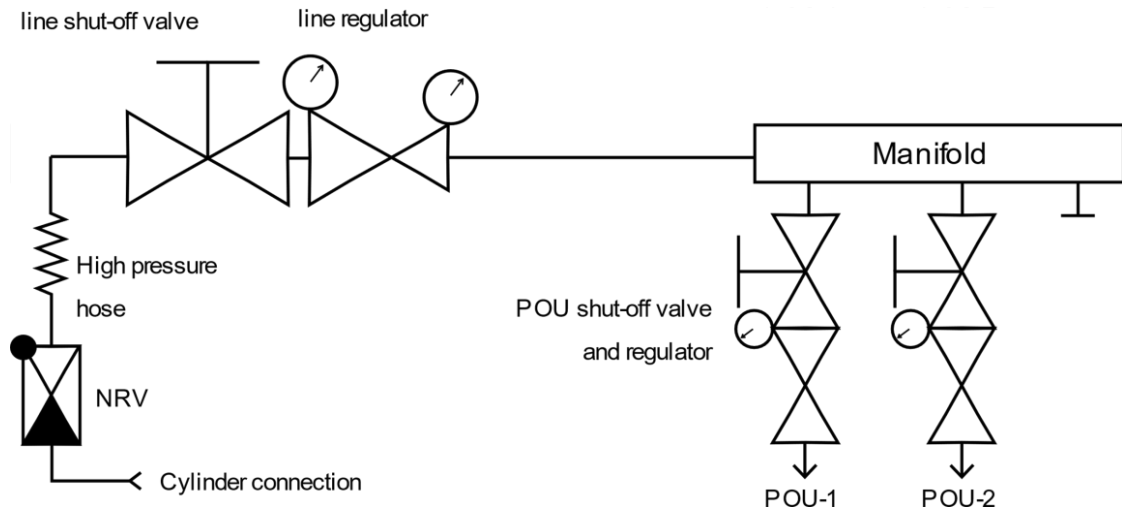 line shut-off valve
line regulator
Manifold
High pressure
hose
POU shut-off valve
and regulator
NRV
Cylinder connection
POU-1
POU-2